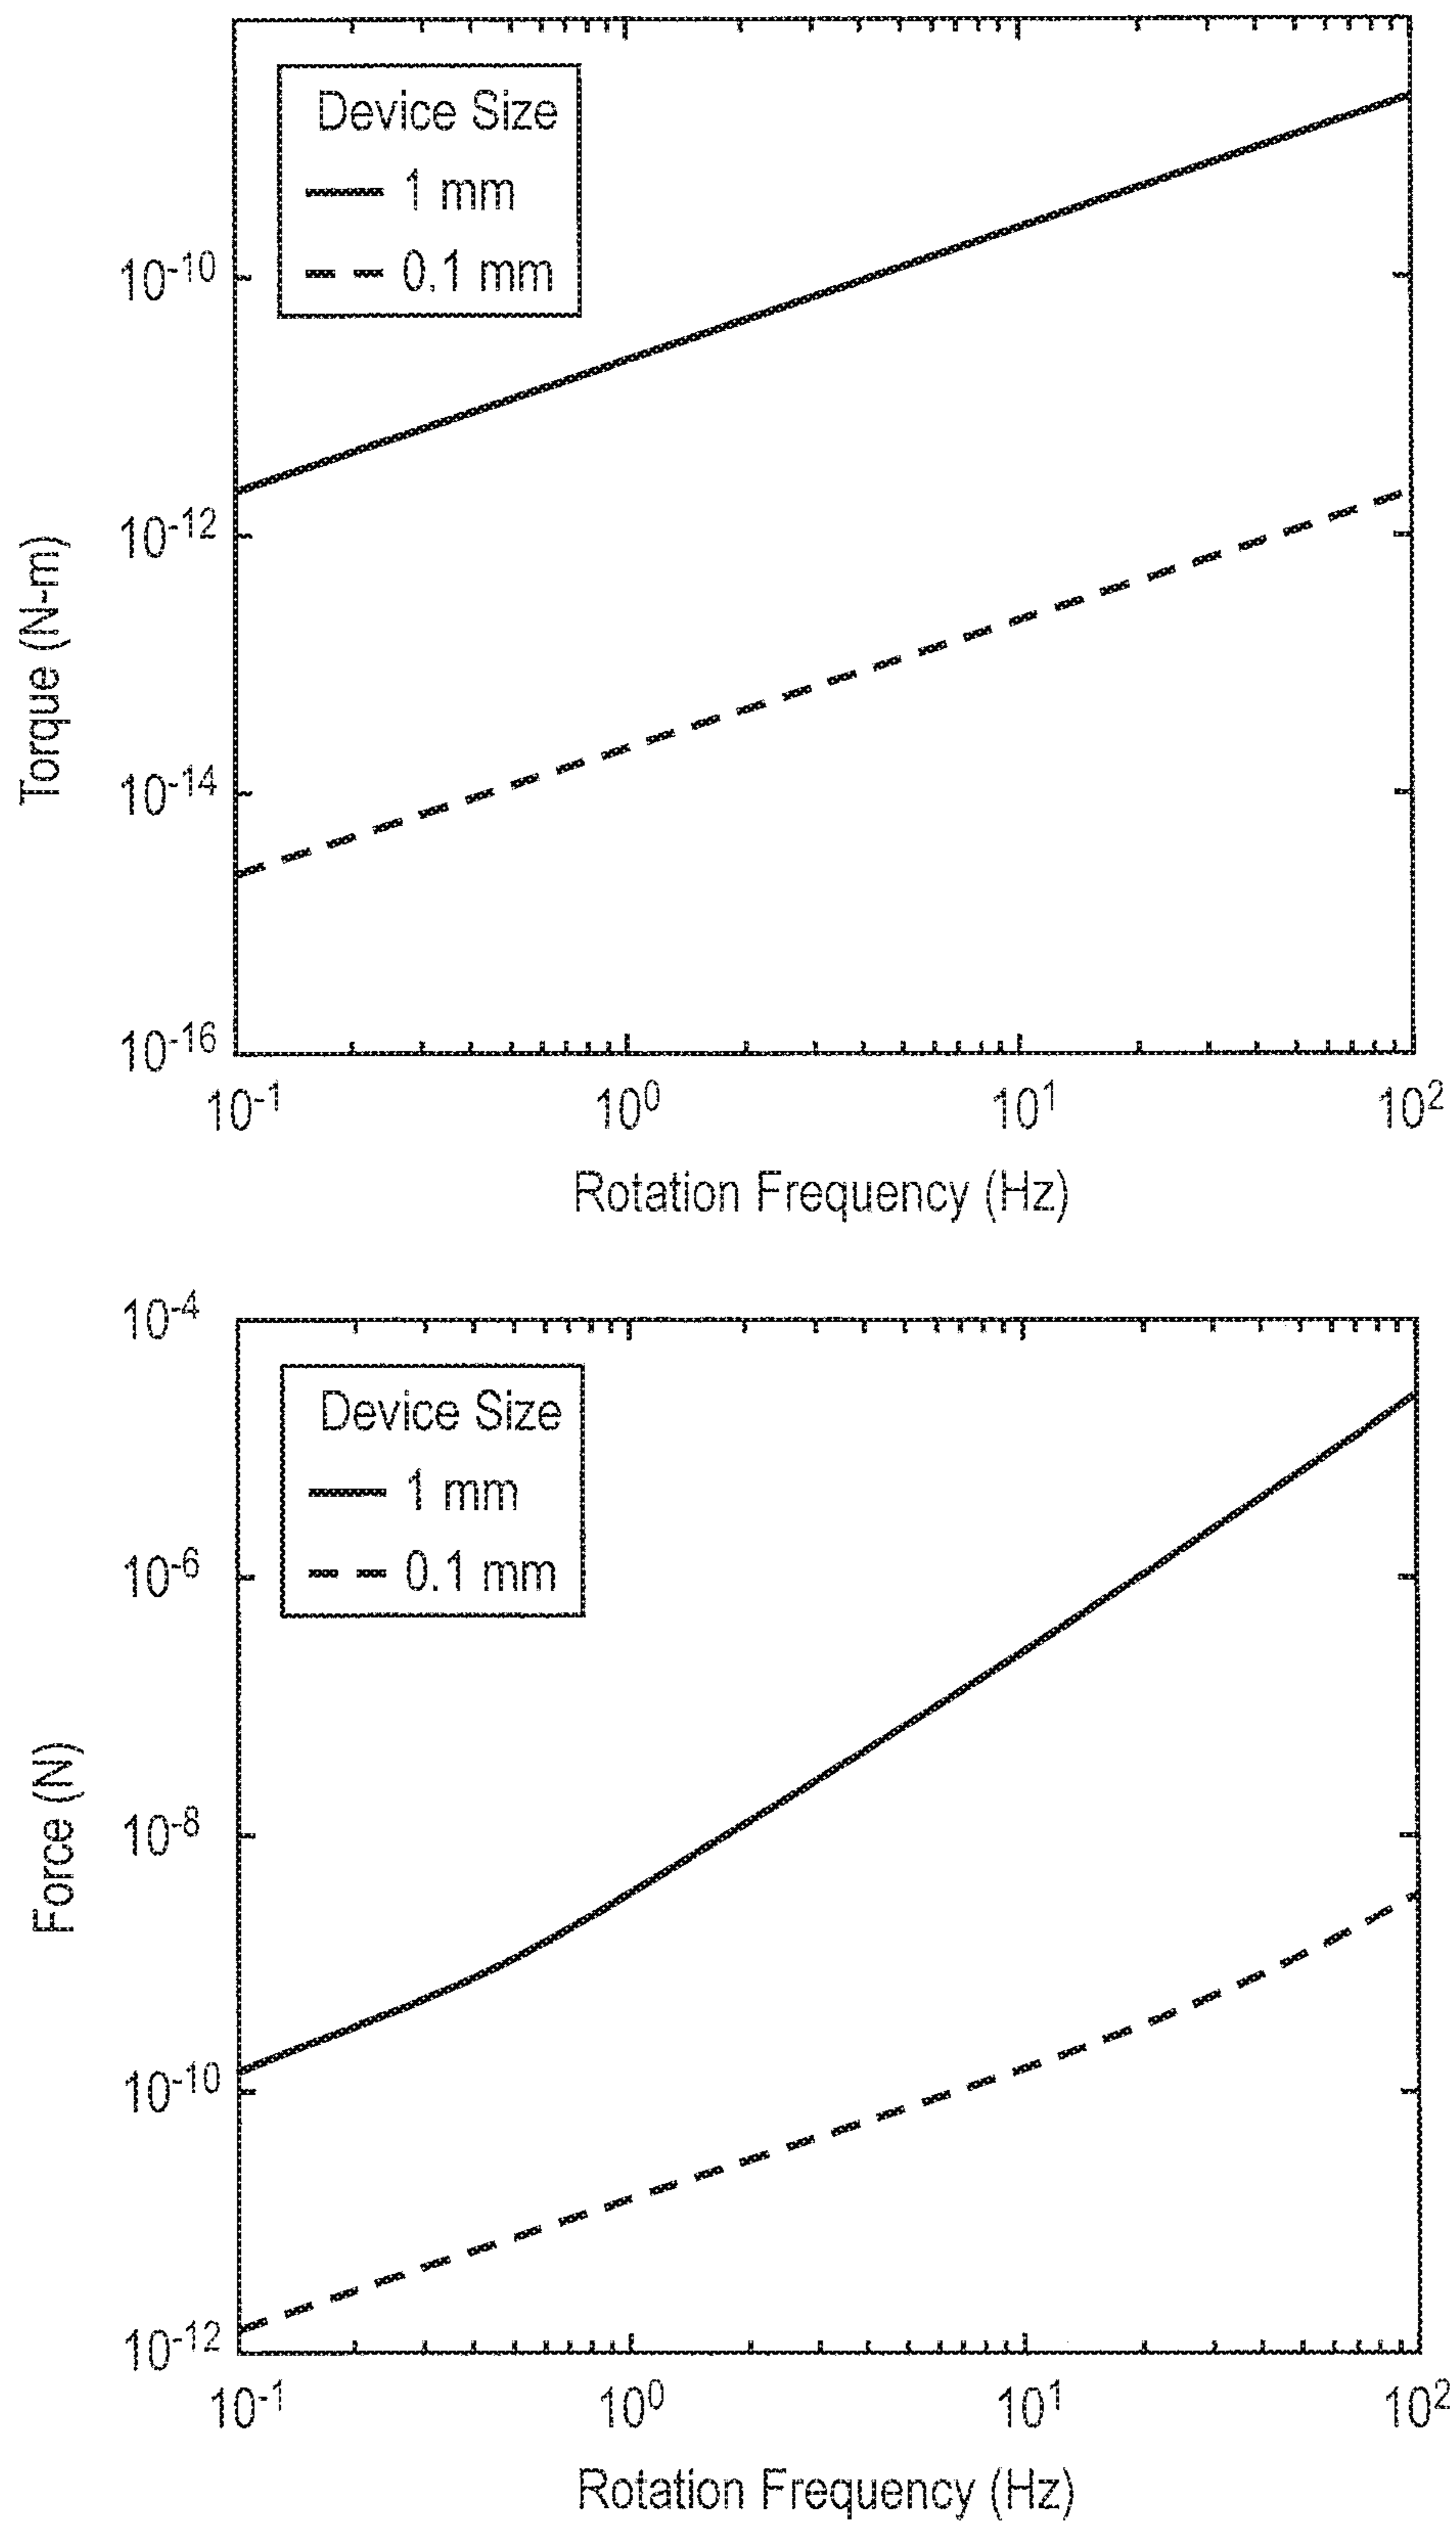 Device Size
1 mm
0.1 mm
10-10
10-12
10-14
10-16
Torque (N-m)
10-1 100 101 102
Rotation Frequency (Hz)
10-4
Device Size
1 mm
0.1 mm
10-6
10-8
10-10
10-12
Force (N)
10-1 100 101 102
Rotation Frequency (Hz)